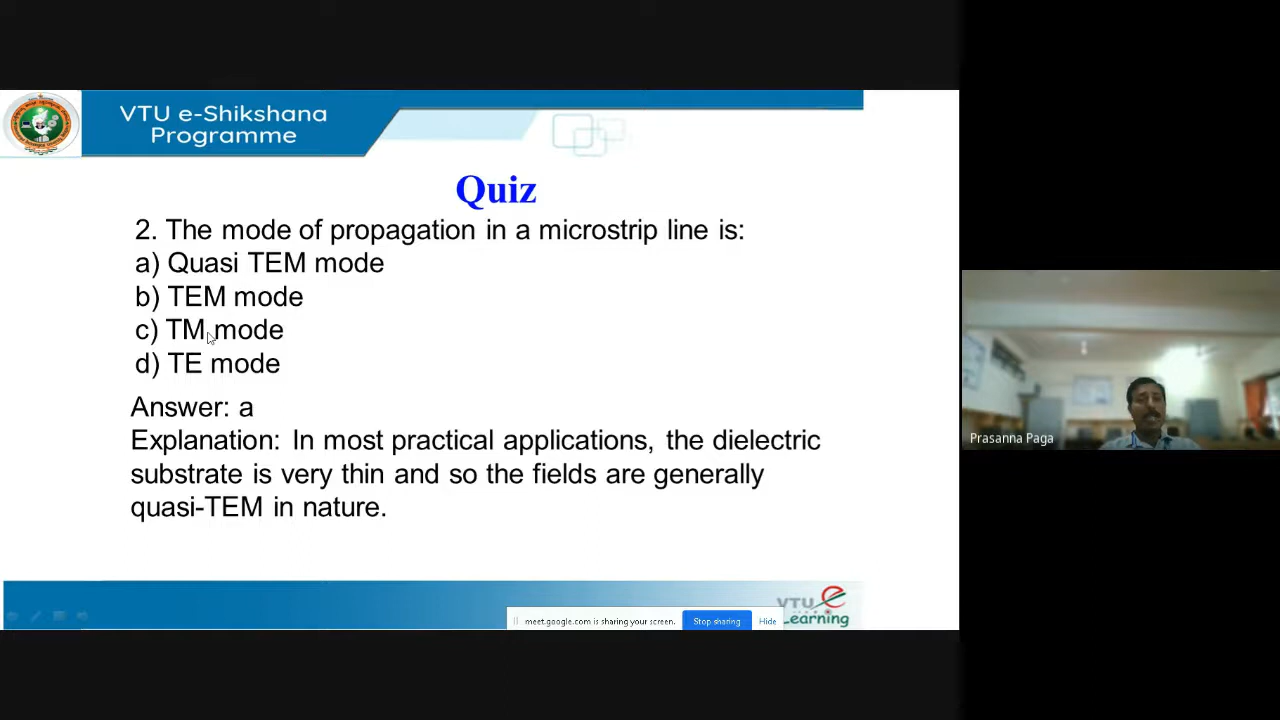 VTU e-Shikshana
Programme
Quiz
2. The mode of propagation in a microstrip line is:
a) Quasi TEM mode
b) TEM mode
c) TM mode
d) TE mode
Answer: a
Explanation: In most practical applications, the dielectric
substrate is very thin and so the fields are generally
quasi-TEM in nature.
Prasanna Paga
VTU e
Learning
meet.google.com is sharing your screen.
Stop sharing
Hide